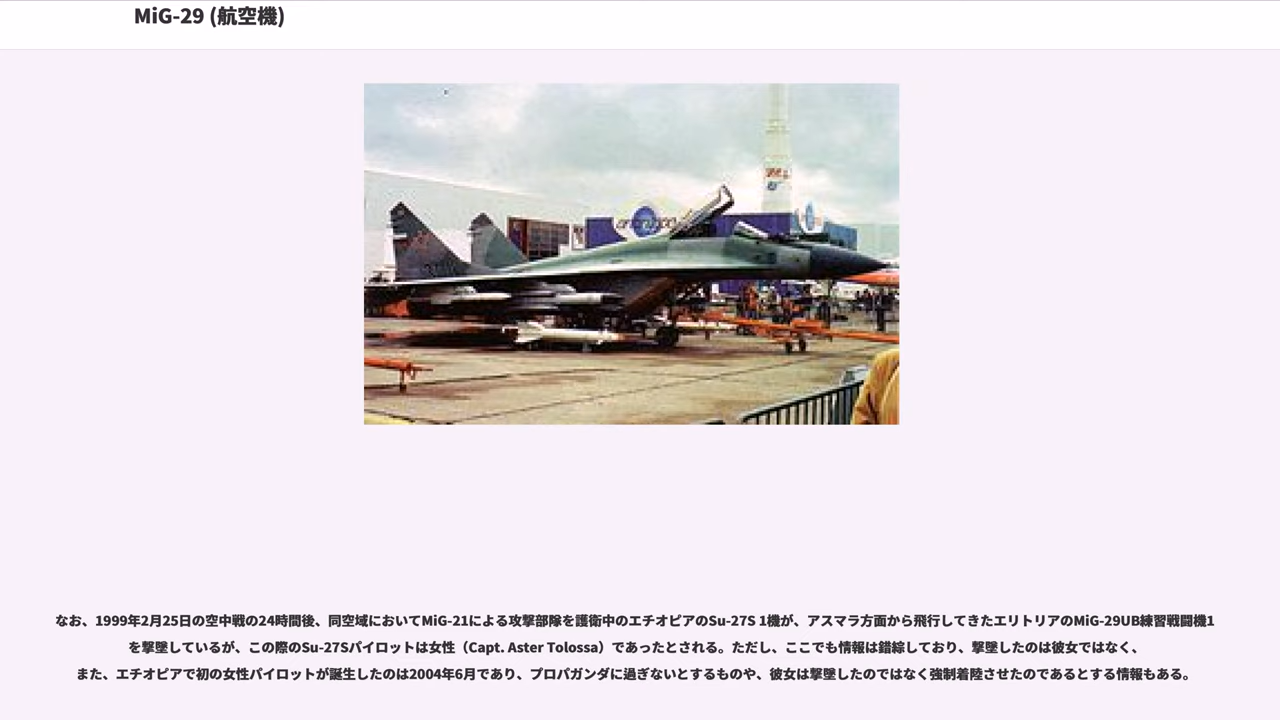 MiG-29 (航空機)
なお、1999年2月25日の空中戦の24時間後、同空域においてMiG-21による攻撃部隊を護衛中のエチオピアのSu-27S 1機が、アスマラ方面から飛行してきたエリトリアのMiG-29UB練習戦闘機1
を撃墜しているが、この際のSu-27Sパイロットは女性（Capt. Aster Tolossa）であったとされる。ただし、ここでも情報は錯綜しており、撃墜したのは彼女ではなく、
また、エチオピアで初の女性パイロットが誕生したのは2004年6月であり、プロパガンダに過ぎないとするものや、彼女は撃墜したのではなく強制着陸させたのであるとする情報もある。